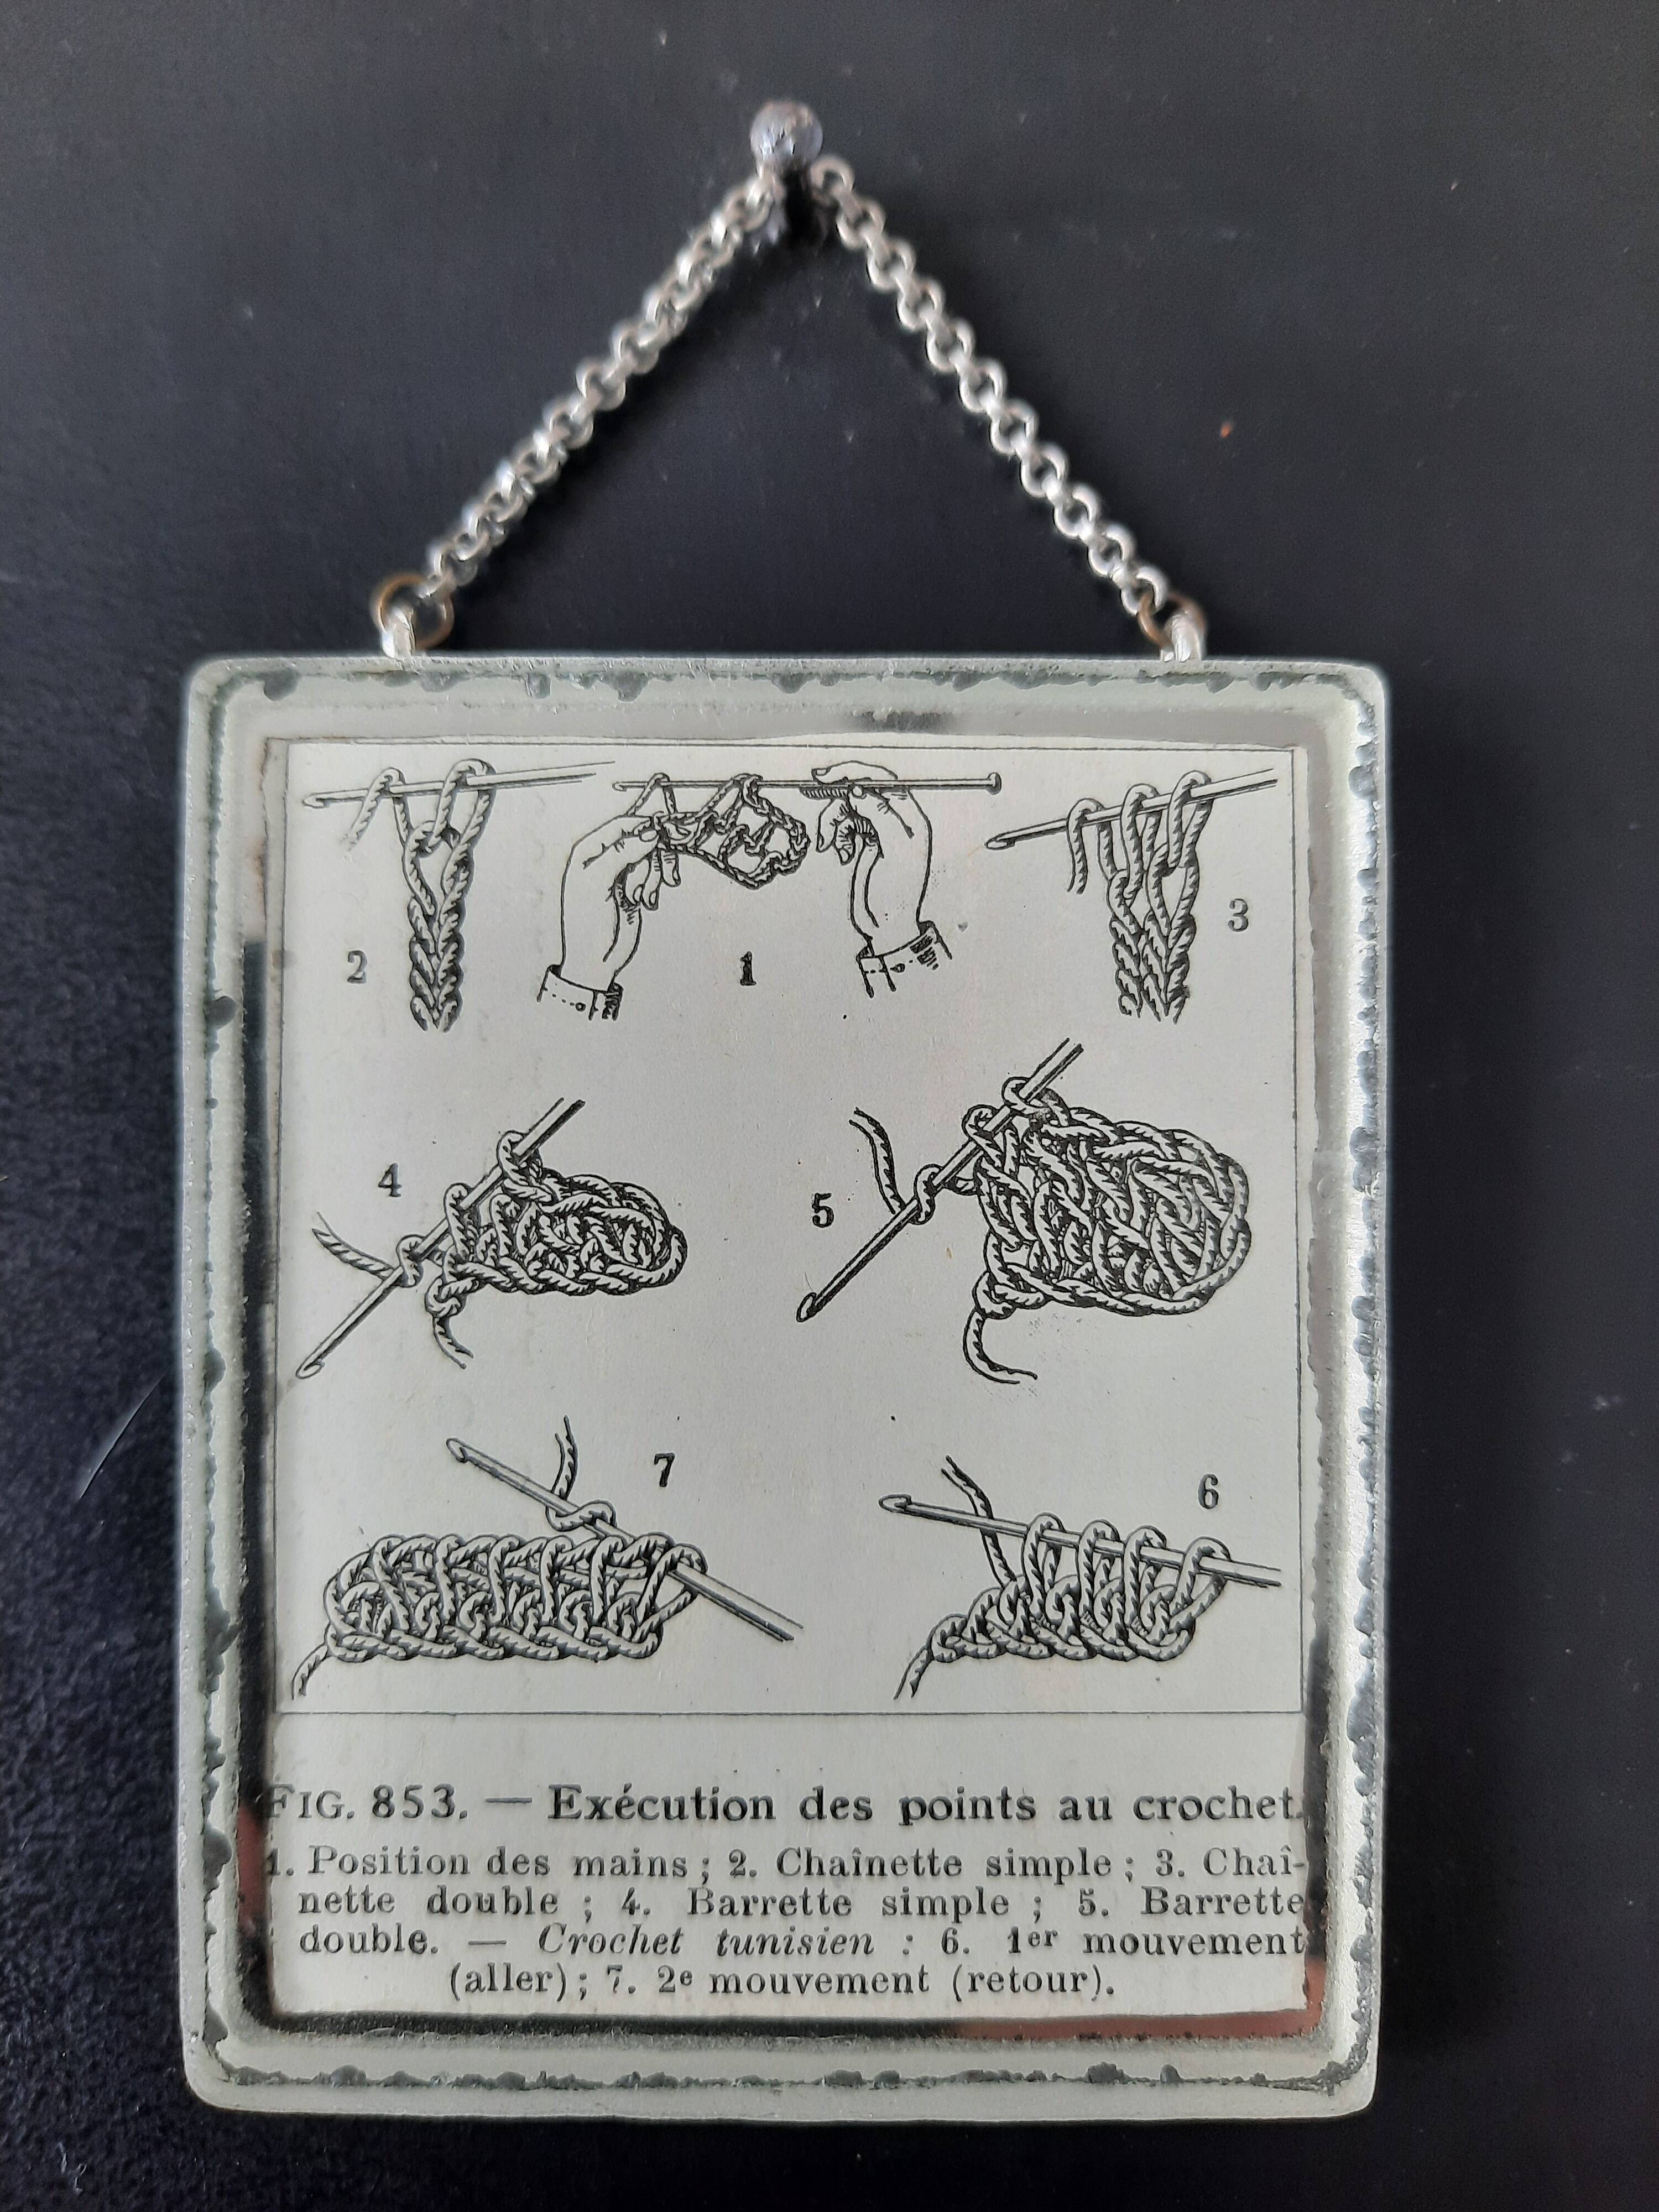 2 1 3
4 5
7 6
FIG. 853. — Exécution des points au crochet.
1. Position des mains ; 2. Chaînette simple ; 3. Chaî-
nette double ; 4. Barrette simple ; 5. Barrette
double. — Crochet tunisien : 6. 1er mouvement
(aller) ; 7. 2e mouvement (retour).